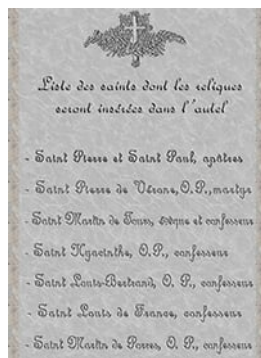 Liste des saints dont les reliques
seront insérées dans l'autel
- Saint Pierre et Saint Paul, apôtres
- Saint Pierre de Vérone, O.P., martyr
- Saint Martin de Tours, évêque et confesseur
- Saint Hyacinthe, O.P., confesseur
- Saint Louis-Bertrand, O. P., confesseur
- Saint Louis de France, confesseur
- Saint Martin de Porres, O. P., confesseur